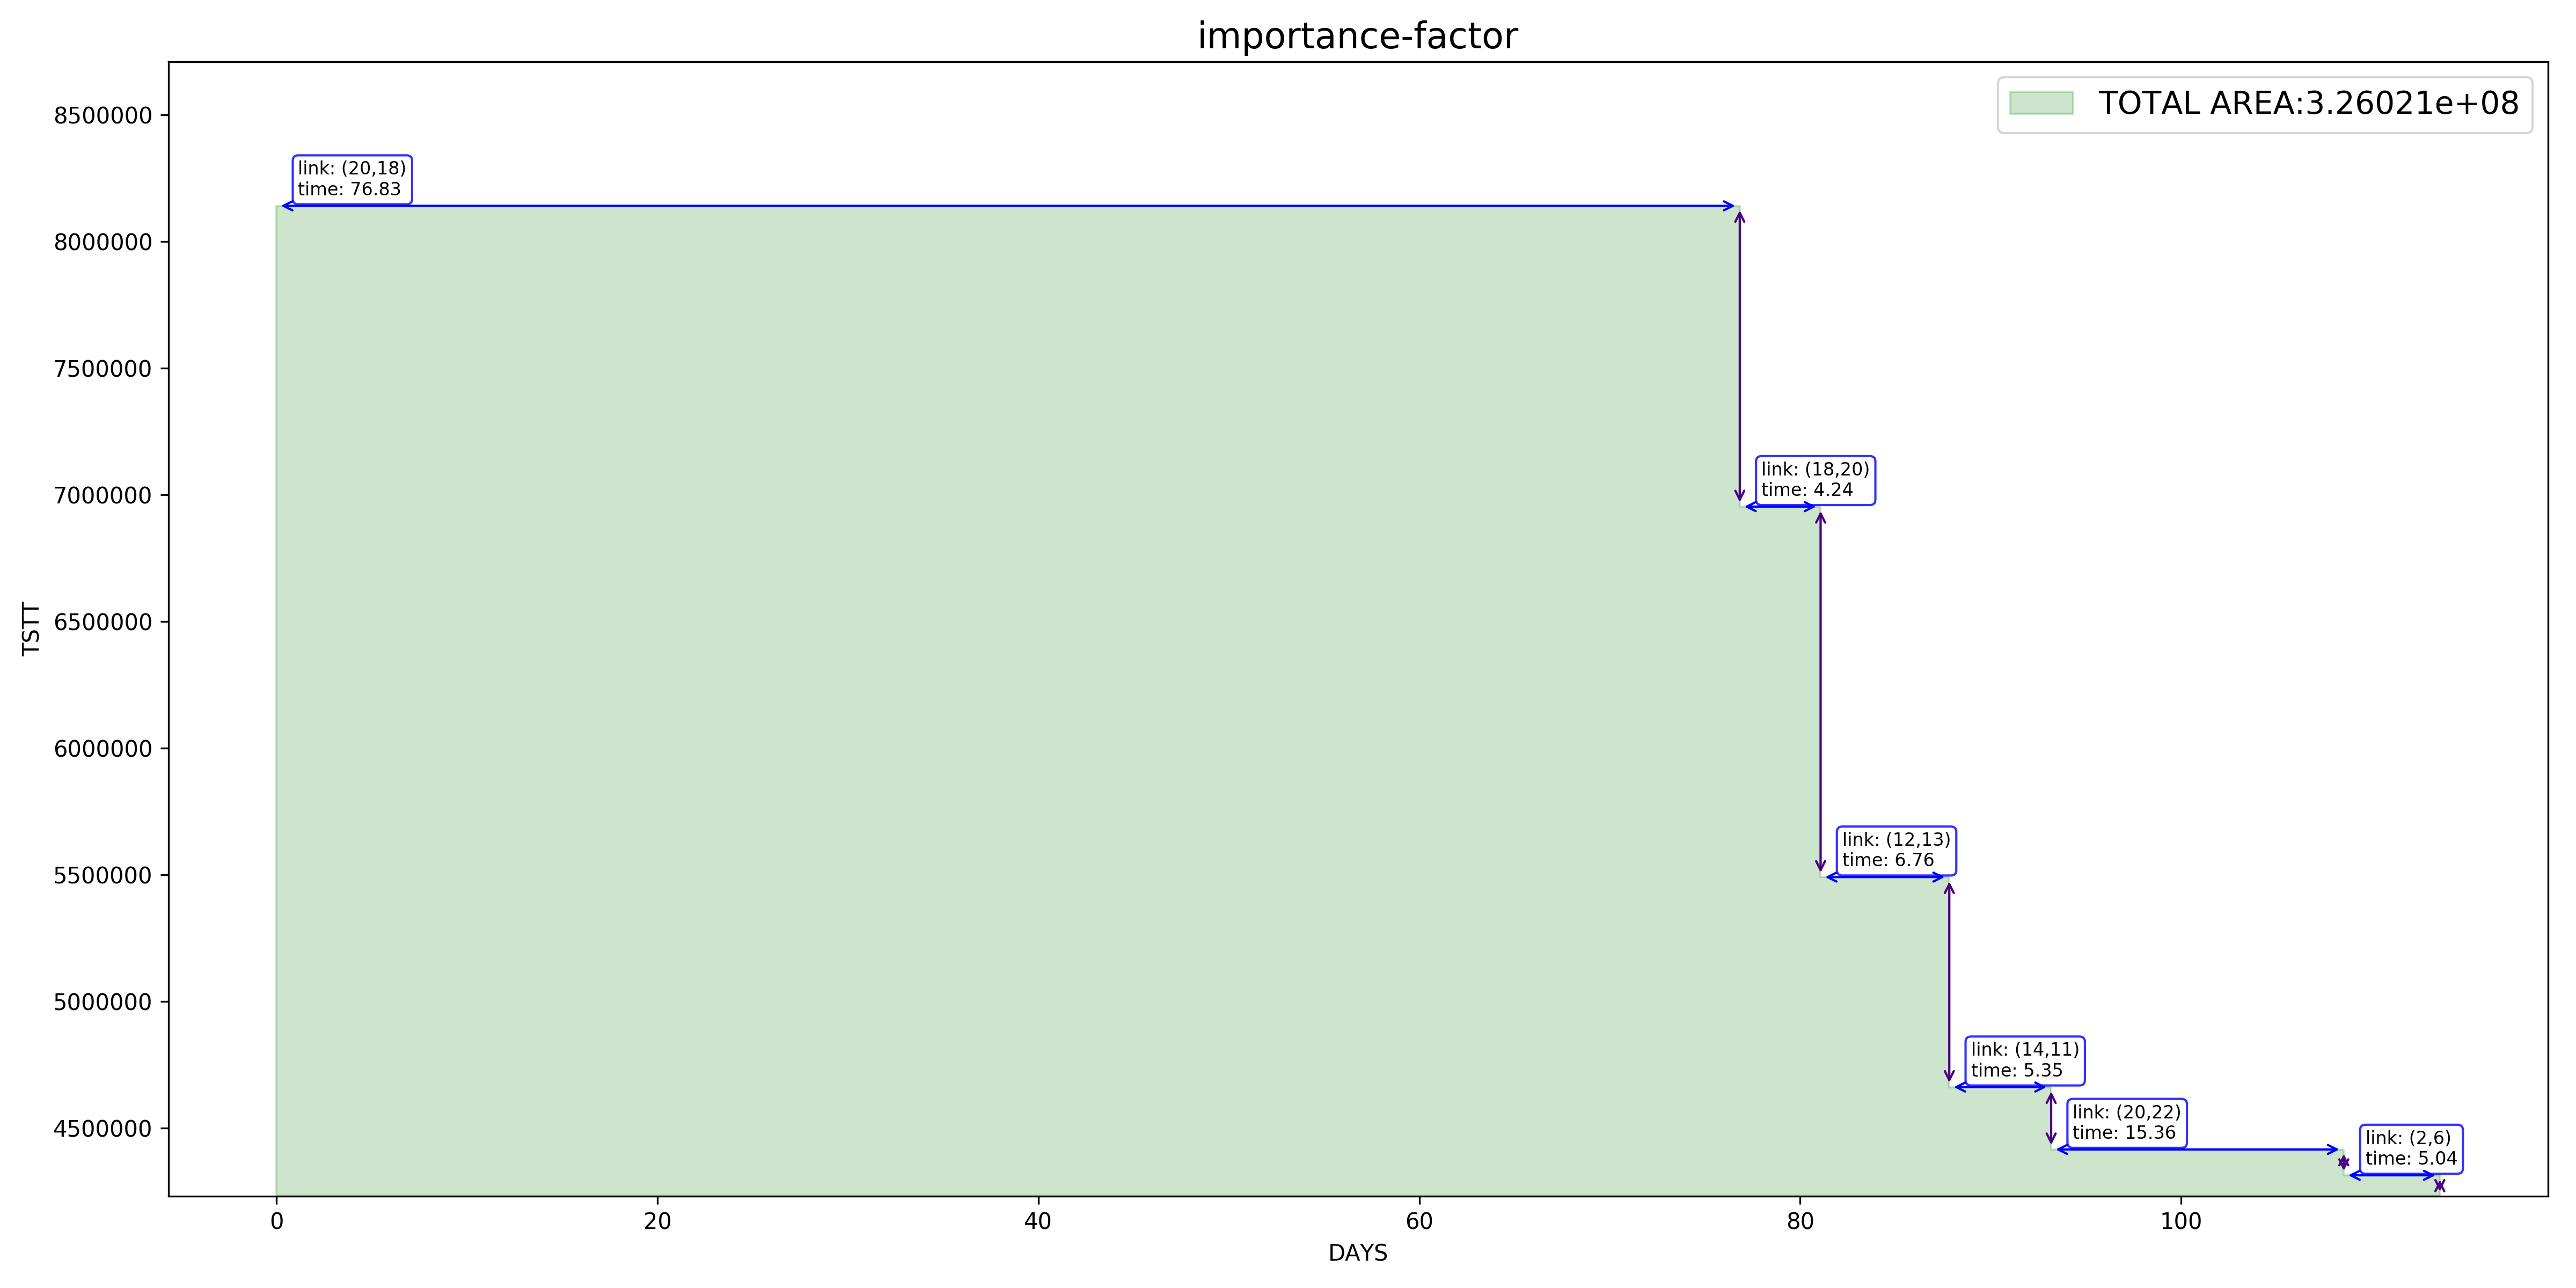 importance-factor
TOTAL AREA:3.26021e+08
8500000
8000000
7500000
7000000
6500000
6000000
5500000
5000000
4500000
TSTT
link: (20,18)
time: 76.83
link: (18,20)
time: 4.24
link: (12,13)
time: 6.76
link: (14,11)
time: 5.35
link: (20,22)
time: 15.36
link: (2,6)
time: 5.04
0 20 40 60 80 100
DAYS